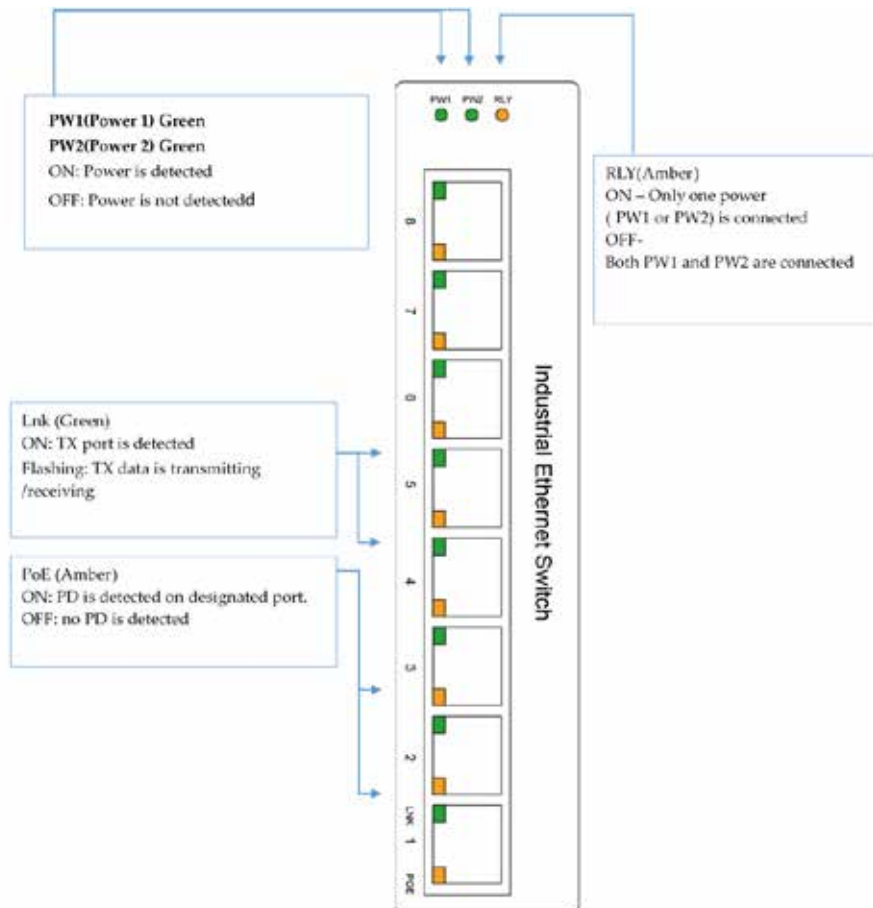 PW1 PW2 RLY
PW1(Power 1) Green
PW2(Power 2) Green
ON: Power is detected
OFF: Power is not detectedd
RLY(Amber)
ON – Only one power
( PW1 or PW2) is connected
OFF-
Both PW1 and PW2 are connected
8
7
6
5
4
3
2
LNK 1 POE
Industrial Ethernet Switch
Lnk (Green)
ON: TX port is detected
Flashing: TX data is transmitting
/receiving
PoE (Amber)
ON: PD is detected on designated port.
OFF: no PD is detected